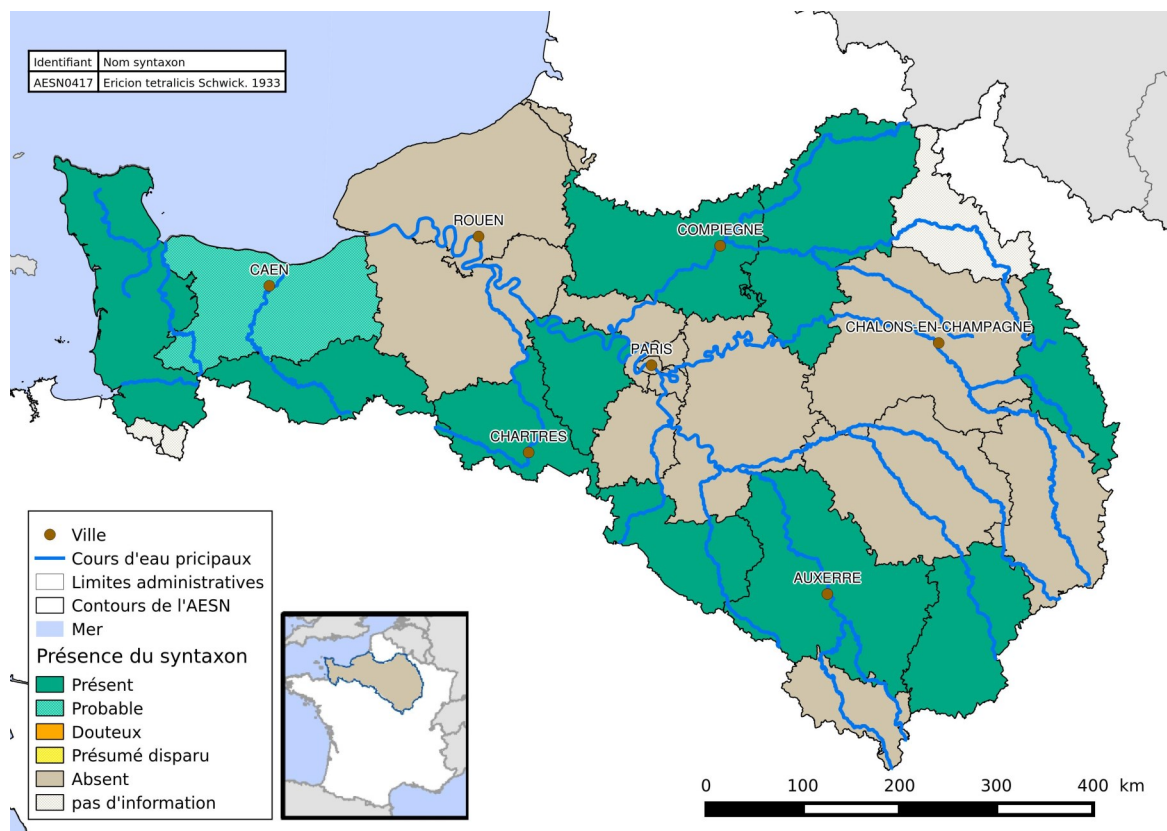 Identifiant Nom syntaxon
AESN0417 Ericion tetralicis Schwick. 1933
ROUEN
COMPIEGNE
CAEN
CHALONS-EN-CHAMPAGNE
PARIS
CHARTRES
AUXERRE
Ville
Cours d'eau pricipaux
Limites administratives
Contours de l'AESN
Mer
Présence du syntaxon
Présent
Probable
Douteux
Présumé disparu
Absent
pas d'information
0 100 200 300 400 km